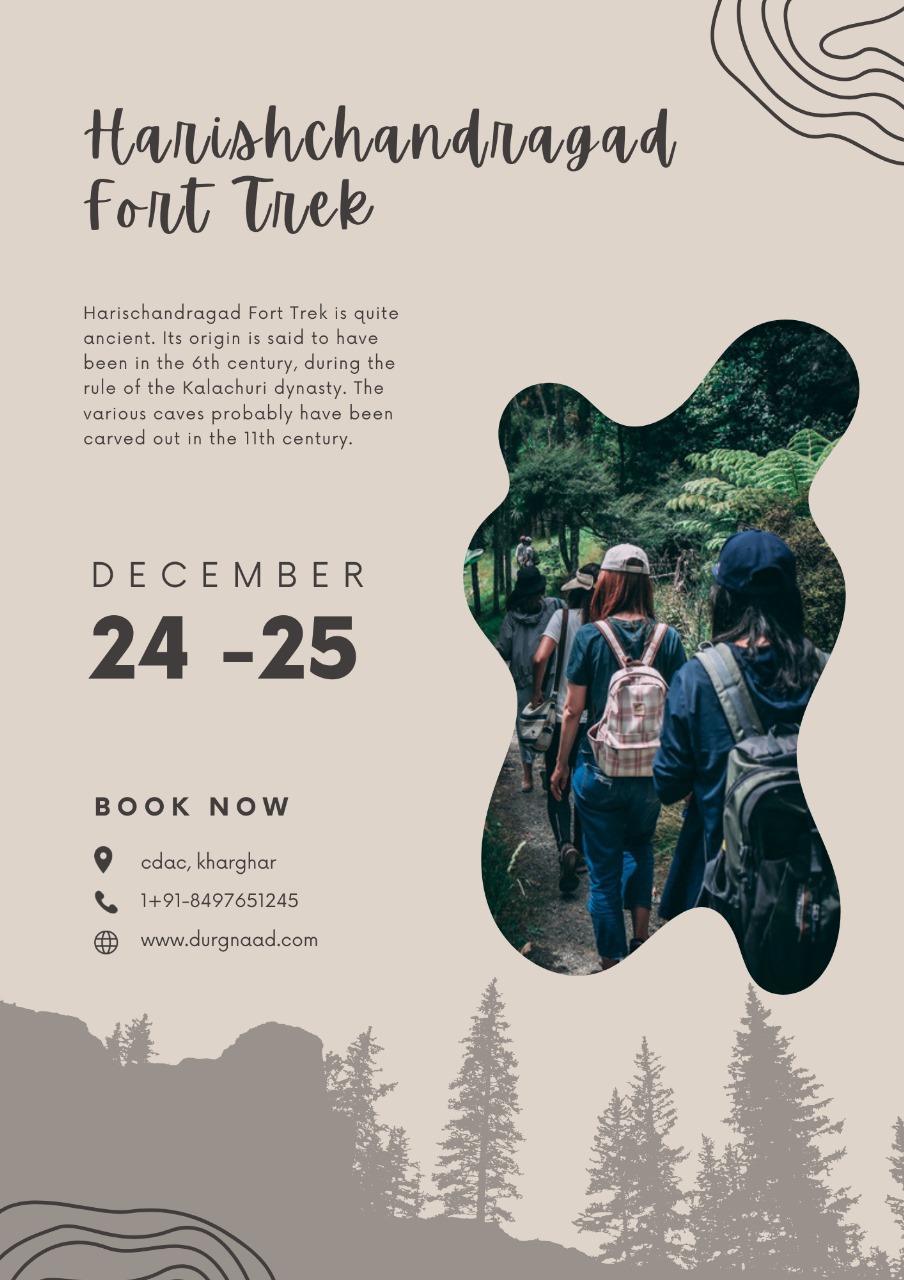 Harishchandragad
Fort Trek
Harischandragad Fort Trek is quite
ancient. Its origin is said to have
been in the 6th century, during the
rule of the Kalachuri dynasty. The
various caves probably have been
carved out in the 11th century.
DECEMBER
24 -25
BOOK NOW
cdac, kharghar
1+91-8497651245
www.durgnaad.com